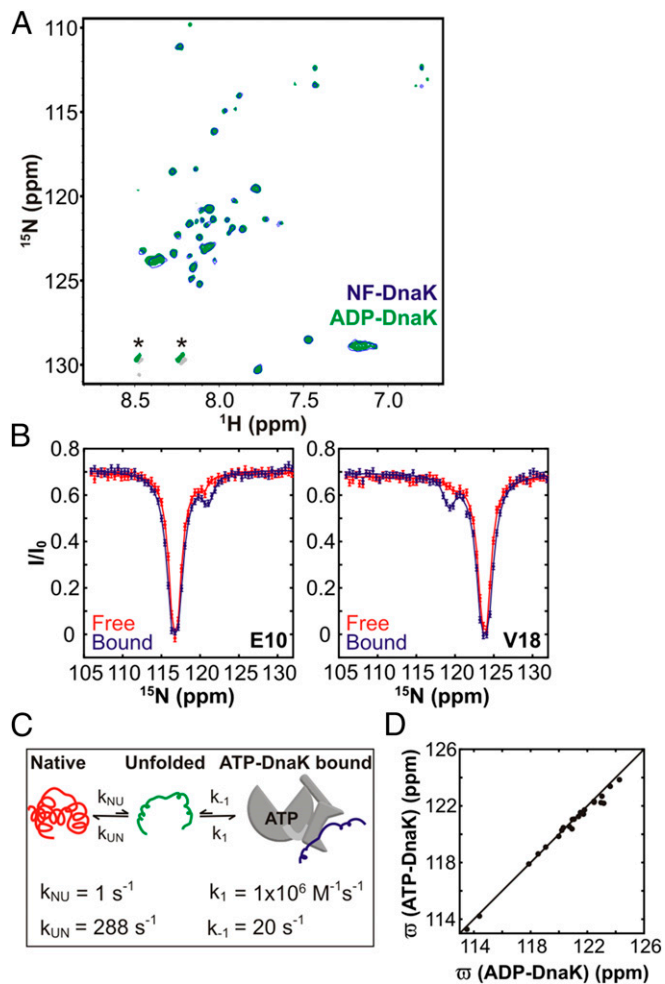 A
110
115
120
125
130
¹⁵N (ppm)
NF-DnaK
ADP-DnaK
* *
8.5 8.0 7.5 7.0
¹H (ppm)
B
0.8
0.6
0.4
0.2
0
I/I₀
Free
Bound
E10
105 110 115 120 125 130
¹⁵N (ppm)
Free
Bound
V18
105 110 115 120 125 130
¹⁵N (ppm)
C
Native Unfolded ATP-DnaK bound
k_NU k₋₁
k_UN k₁
ATP
k_NU = 1 s⁻¹ k₁ = 1x10⁶ M⁻¹s⁻¹
k_UN = 288 s⁻¹ k₋₁ = 20 s⁻¹
D
126
122
118
114
ϖ (ATP-DnaK) (ppm)
114 118 122 126
ϖ (ADP-DnaK) (ppm)